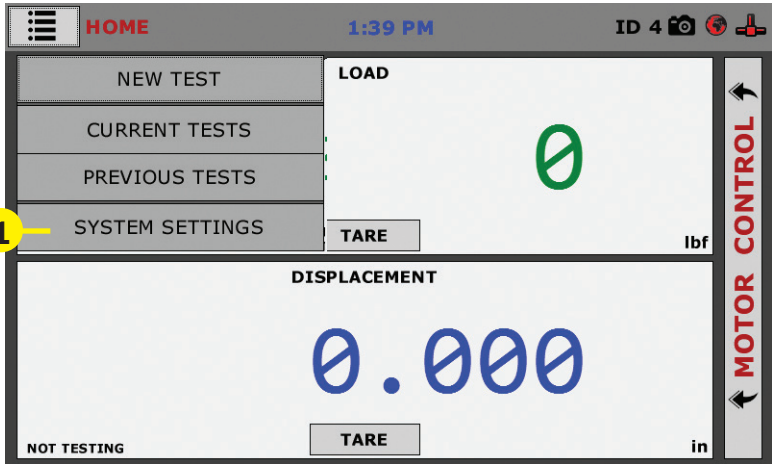 HOME 1:39 PM ID 4
NEW TEST
CURRENT TESTS
PREVIOUS TESTS
1
SYSTEM SETTINGS
LOAD
0
TARE
lbf
DISPLACEMENT
0.000
TARE
NOT TESTING
in
MOTOR CONTROL